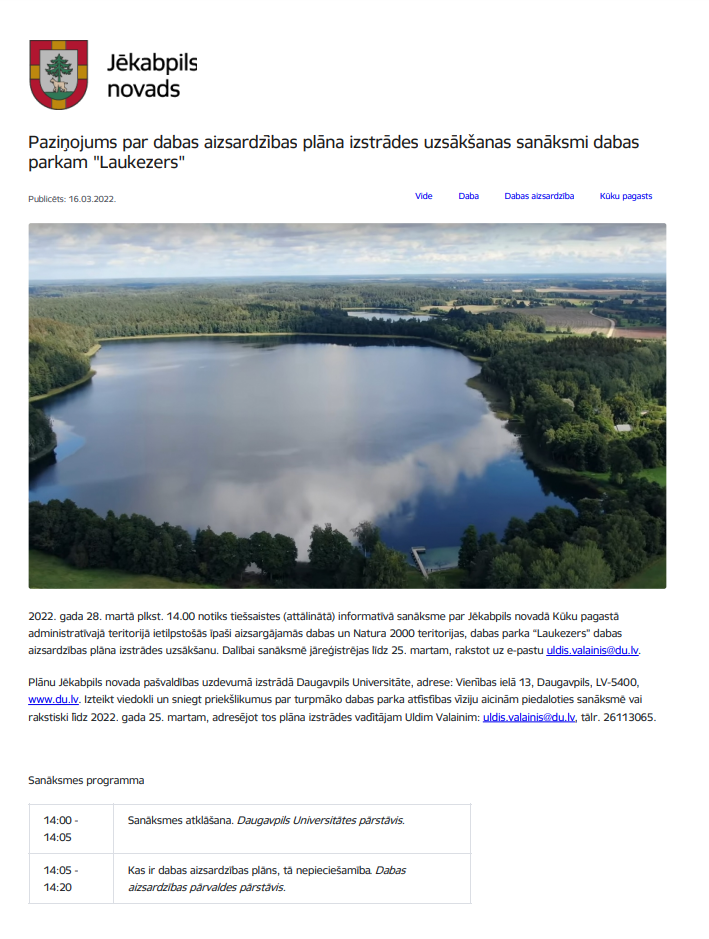 Jēkabpils
novads
Paziņojums par dabas aizsardzības plāna izstrādes uzsākšanas sanāksmi dabas
parkam "Laukezers"
Publicēts: 16.03.2022.
Vide Daba Dabas aizsardzība Kūku pagasts
2022. gada 28. martā plkst. 14.00 notiks tiešsaistes (attālinātā) informatīvā sanāksme par Jēkabpils novadā Kūku pagastā
administratīvajā teritorijā ietilpstošās īpaši aizsargājamās dabas un Natura 2000 teritorijas, dabas parka “Laukezers” dabas
aizsardzības plāna izstrādes uzsākšanu. Dalībai sanāksmē jāreģistrējas līdz 25. martam, rakstot uz e-pastu uldis.valainis@du.lv.
Plānu Jēkabpils novada pašvaldības uzdevumā izstrādā Daugavpils Universitāte, adrese: Vienības ielā 13, Daugavpils, LV-5400,
www.du.lv. Izteikt viedokli un sniegt priekšlikumus par turpmāko dabas parka attīstības vīziju aicinām piedaloties sanāksmē vai
rakstiski līdz 2022. gada 25. martam, adresējot tos plāna izstrādes vadītājam Uldim Valainim: uldis.valainis@du.lv, tālr. 26113065.
Sanāksmes programma
14:00 - Sanāksmes atklāšana. Daugavpils Universitātes pārstāvis.
14:05
14:05 - Kas ir dabas aizsardzības plāns, tā nepieciešamība. Dabas
14:20 aizsardzības pārvaldes pārstāvis.